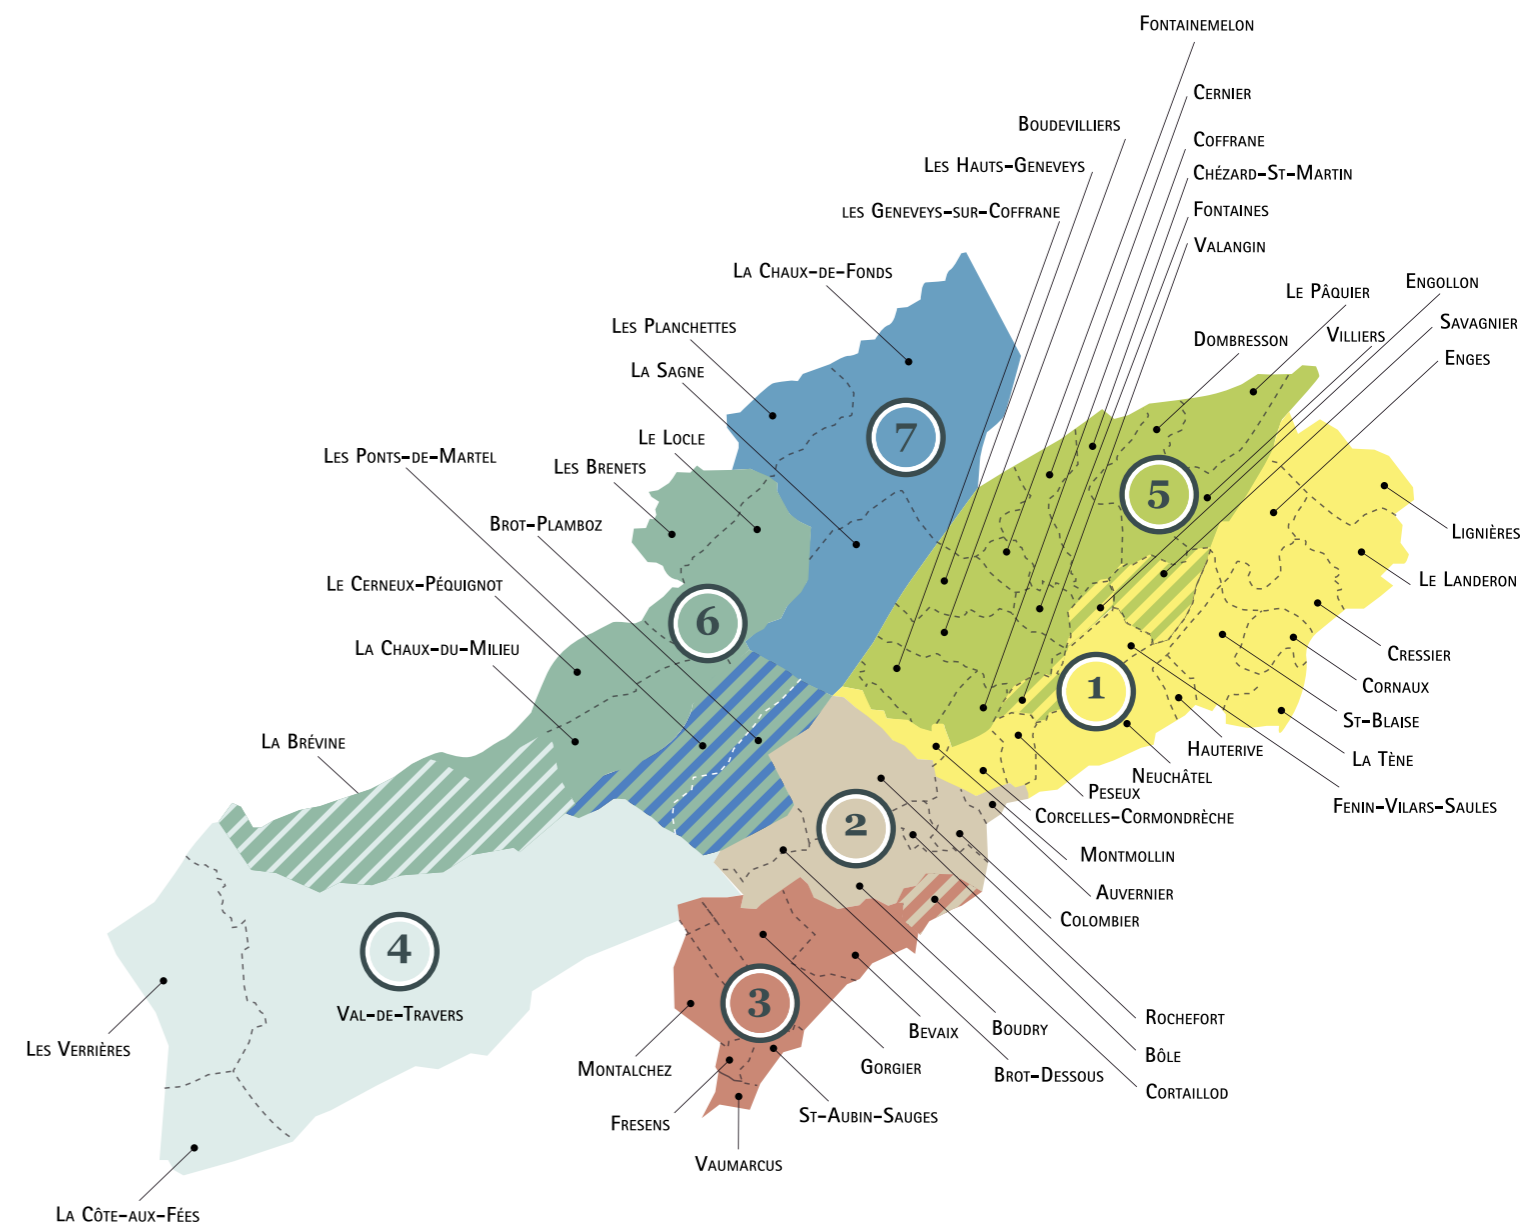 Fontainemelon
Cernier
Boudevilliers
Coffrane
Les Hauts-Geneveys
Chézard-St-Martin
les Geneveys-sur-Coffrane
Fontaines
Valangin
La Chaux-de-Fonds
Engollon
Le Pâquier
Les Planchettes
Savagnier
Villiers
Dombresson
Enges
La Sagne
7
Le Locle
Les Ponts-de-Martel
Les Brenets
5
Brot-Plamboz
Lignières
Le Cerneux-Péquignot
Le Landeron
6
La Chaux-du-Milieu
Cressier
Cornaux
1
St-Blaise
La Brévine
Hauterive
La Tène
Neuchâtel
Peseux
Fenin-Vilars-Saules
Corcelles-Cormondrèche
2
Montmollin
Auvernier
Colombier
4
Val-de-Travers
3
Rochefort
Bevaix
Boudry
Les Verrières
Bôle
Montalchez
Gorgier
Brot-Dessous
Cortaillod
St-Aubin-Sauges
Fresens
Vaumarcus
La Côte-aux-Fées